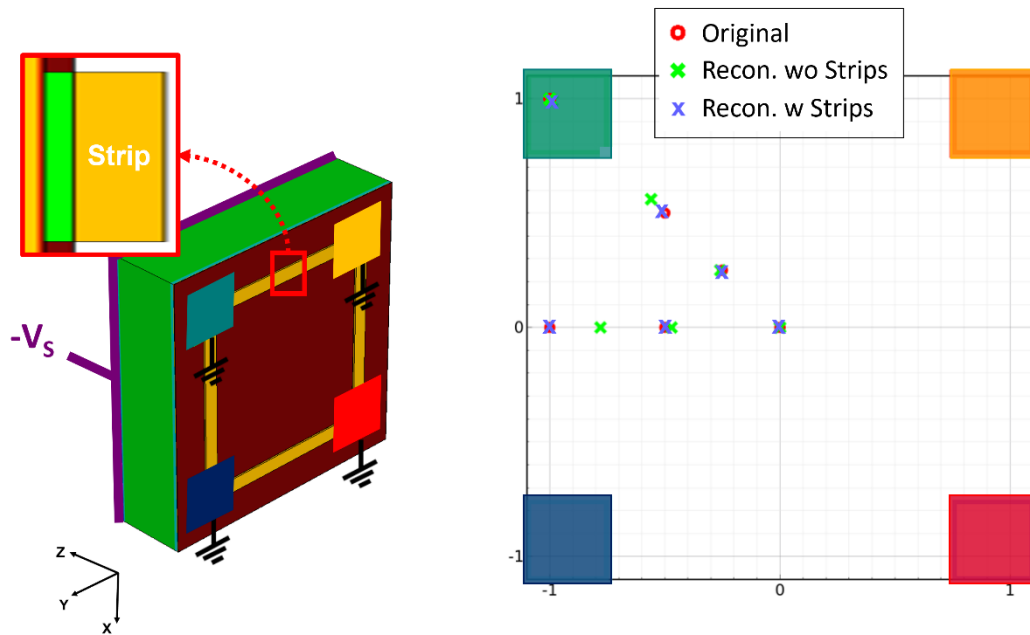 Strip
-VS
Z
Y
X
Original
Recon. wo Strips
Recon. w Strips
1
0
-1
-1
0
1